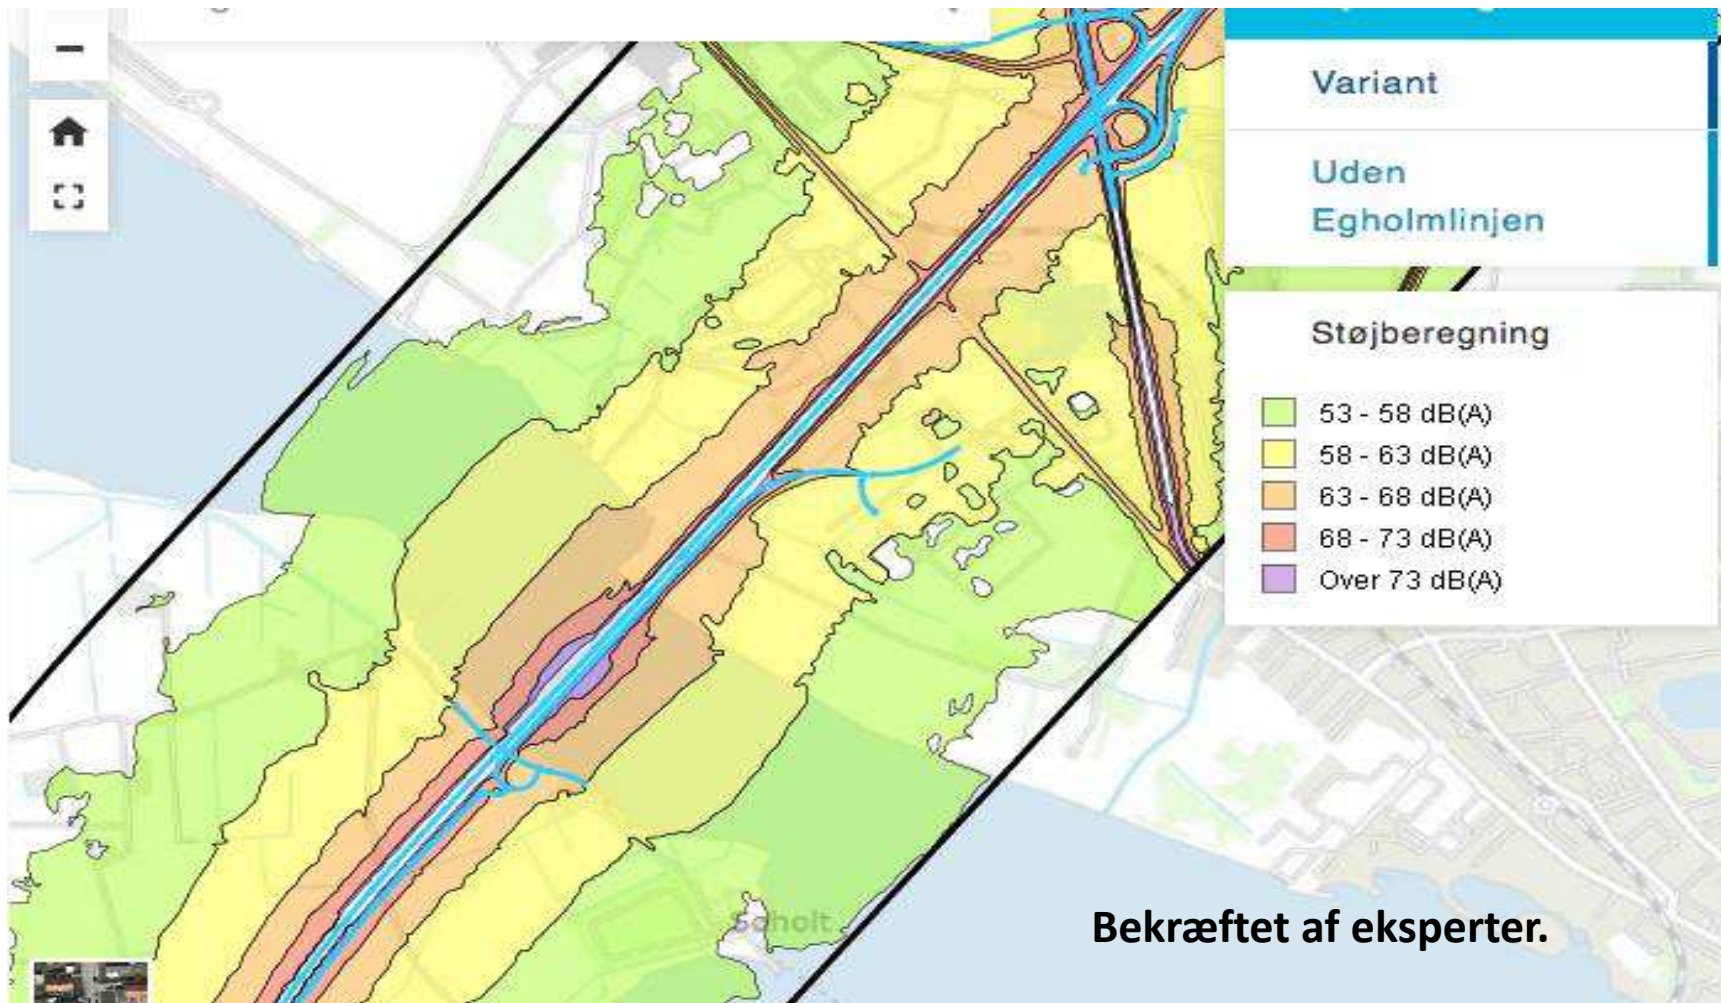 Variant
Uden
Egholmlinjen
Støjberegning
53 - 58 dB(A)
58 - 63 dB(A)
63 - 68 dB(A)
68 - 73 dB(A)
Over 73 dB(A)
Bekræftet af eksperter.